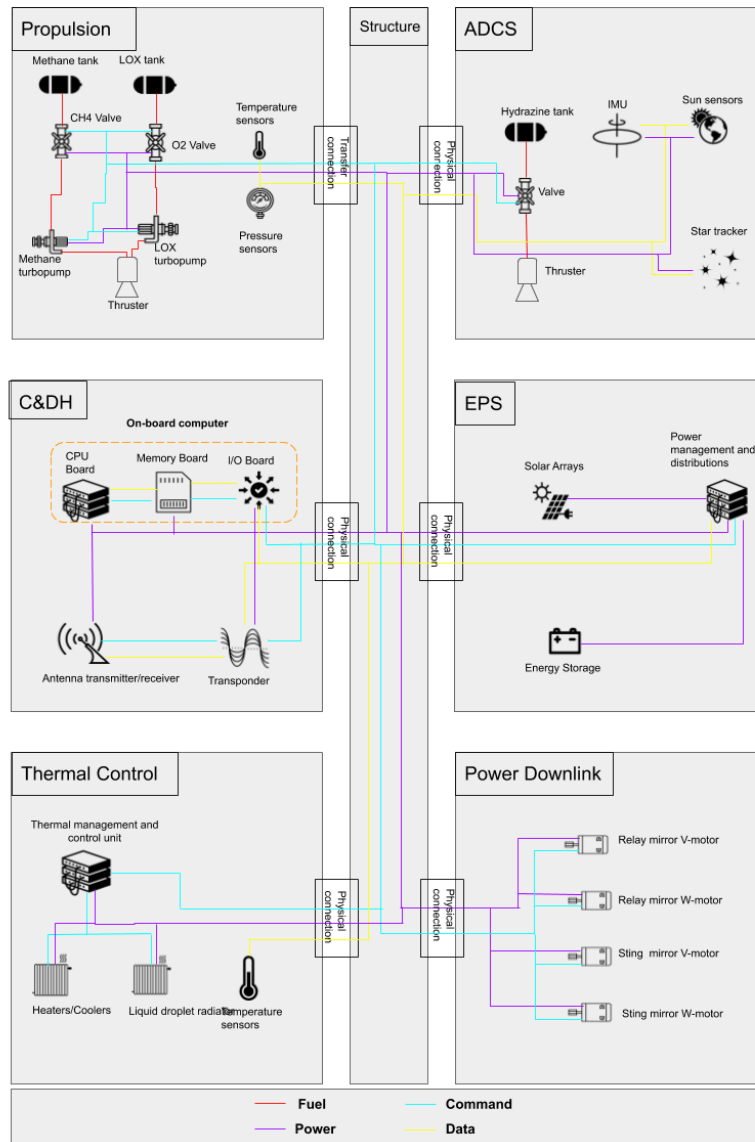 Propulsion
Methane tank
LOX tank
CH4 Valve
O2 Valve
Temperature
sensors
Pressure
sensors
Methane
turbopump
LOX
turbopump
Thruster
Transfer
connection
Structure
Physical
connection
ADCS
Hydrazine tank
IMU
Sun sensors
Valve
Star tracker
Thruster
C&DH
On-board computer
CPU
Board
Memory Board
I/O Board
Antenna transmitter/receiver
Transponder
Physical
connection
Physical
connection
EPS
Solar Arrays
Power
management and
distributions
Energy Storage
Thermal Control
Thermal management and
control unit
Heaters/Coolers
Liquid droplet radiator
Temperature
sensors
Physical
connection
Physical
connection
Power Downlink
Relay mirror V-motor
Relay mirror W-motor
Sting mirror V-motor
Sting mirror W-motor
Fuel
Command
Power
Data